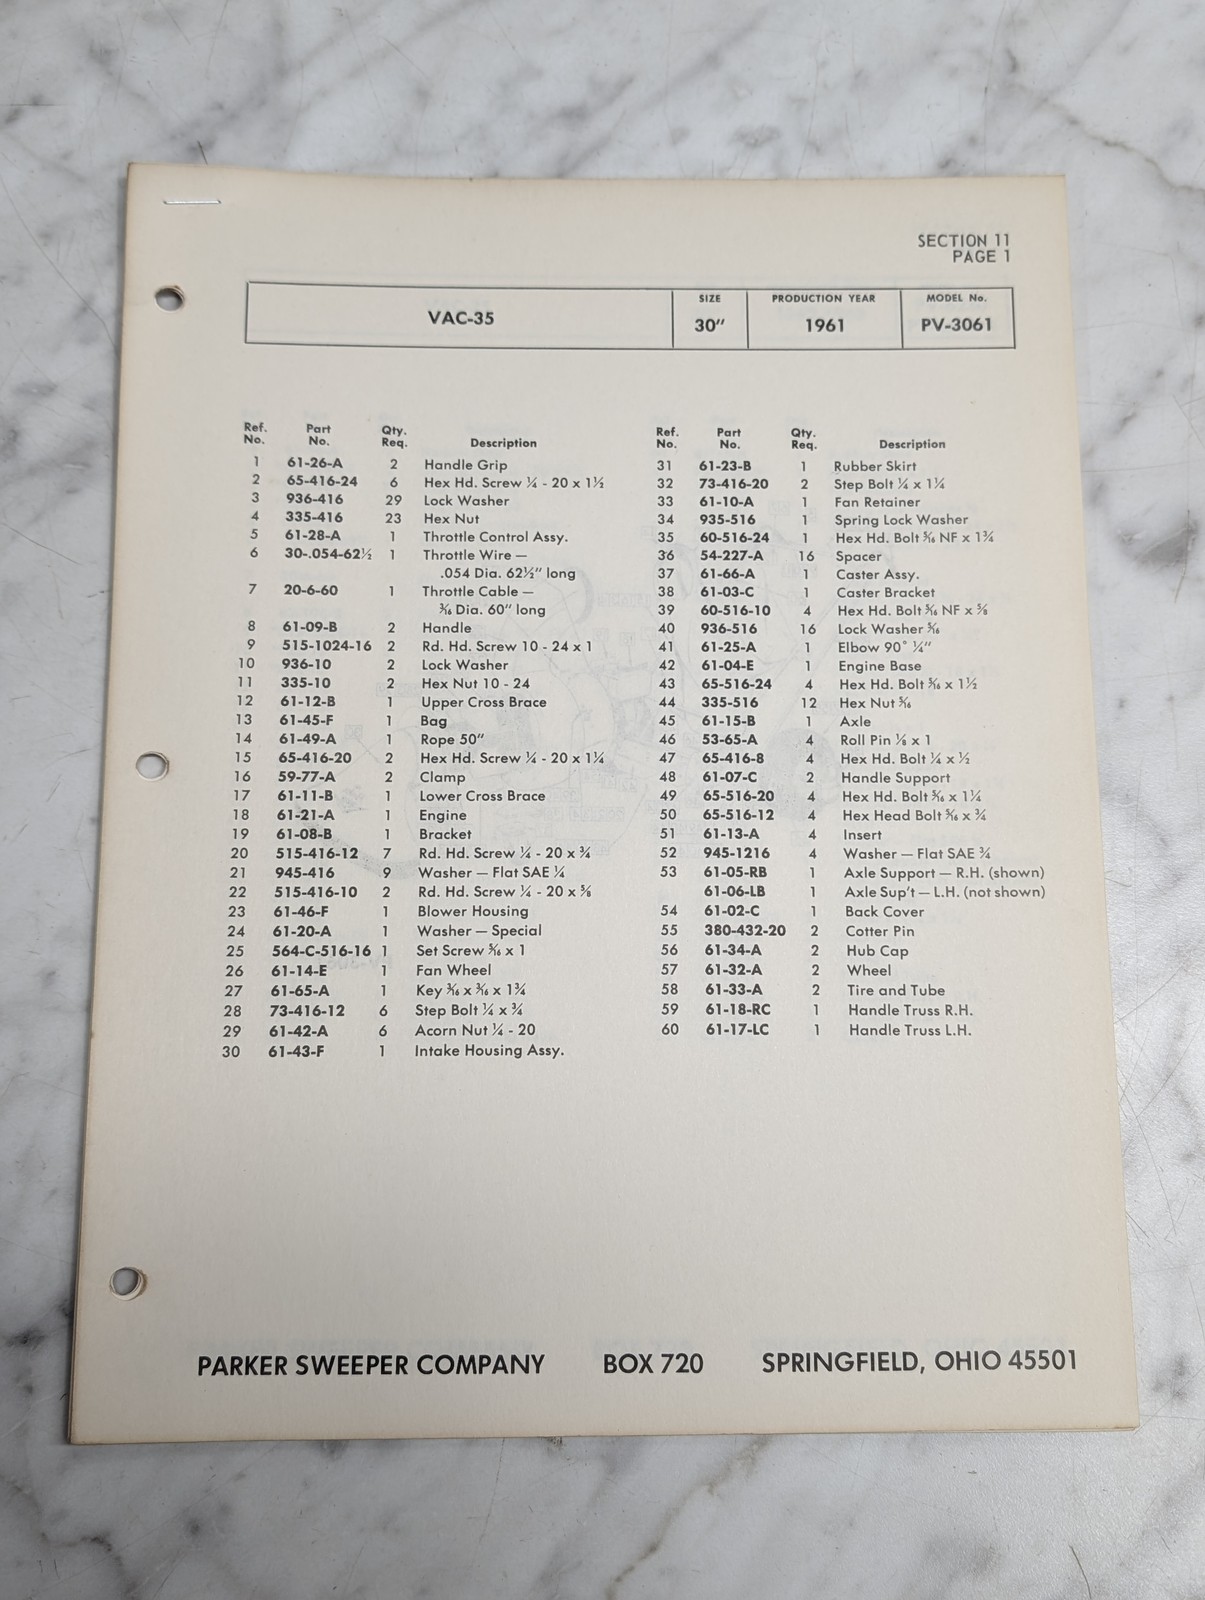 SECTION 11
PAGE 1
VAC-35
SIZE
30"
PRODUCTION YEAR
1961
MODEL No.
PV-3061
Ref. No. Part No. Qty. Req. Description
1 61-26-A 2 Handle Grip
2 65-416-24 6 Hex Hd. Screw ¼ - 20 x 1½
3 936-416 29 Lock Washer
4 335-416 23 Hex Nut
5 61-28-A 1 Throttle Control Assy.
6 30-.054-62½ 1 Throttle Wire —
.054 Dia. 62½" long
7 20-6-60 1 Throttle Cable —
3⁄16 Dia. 60" long
8 61-09-B 2 Handle
9 515-1024-16 2 Rd. Hd. Screw 10 - 24 x 1
10 936-10 2 Lock Washer
11 335-10 2 Hex Nut 10 - 24
12 61-12-B 1 Upper Cross Brace
13 61-45-F 1 Bag
14 61-49-A 1 Rope 50"
15 65-416-20 2 Hex Hd. Screw ¼ - 20 x 1¼
16 59-77-A 2 Clamp
17 61-11-B 1 Lower Cross Brace
18 61-21-A 1 Engine
19 61-08-B 1 Bracket
20 515-416-12 7 Rd. Hd. Screw ¼ - 20 x ¾
21 945-416 9 Washer — Flat SAE ¼
22 515-416-10 2 Rd. Hd. Screw ¼ - 20 x ⅝
23 61-46-F 1 Blower Housing
24 61-20-A 1 Washer — Special
25 564-C-516-16 1 Set Screw 5⁄16 x 1
26 61-14-E 1 Fan Wheel
27 61-65-A 1 Key 3⁄16 x 3⁄16 x 1¾
28 73-416-12 6 Step Bolt ¼ x ¾
29 61-42-A 6 Acorn Nut ¼ - 20
30 61-43-F 1 Intake Housing Assy.
Ref. No. Part No. Qty. Req. Description
31 61-23-B 1 Rubber Skirt
32 73-416-20 2 Step Bolt ¼ x 1¼
33 61-10-A 1 Fan Retainer
34 935-516 1 Spring Lock Washer
35 60-516-24 1 Hex Hd. Bolt 5⁄16 NF x 1¾
36 54-227-A 16 Spacer
37 61-66-A 1 Caster Assy.
38 61-03-C 1 Caster Bracket
39 60-516-10 4 Hex Hd. Bolt 5⁄16 NF x ⅝
40 936-516 16 Lock Washer 5⁄16
41 61-25-A 1 Elbow 90° ¼"
42 61-04-E 1 Engine Base
43 65-516-24 4 Hex Hd. Bolt 5⁄16 x 1½
44 335-516 12 Hex Nut 5⁄16
45 61-15-B 1 Axle
46 53-65-A 4 Roll Pin ⅛ x 1
47 65-416-8 4 Hex Hd. Bolt ¼ x ½
48 61-07-C 2 Handle Support
49 65-516-20 4 Hex Hd. Bolt 5⁄16 x 1¼
50 65-516-12 4 Hex Head Bolt 5⁄16 x ¾
51 61-13-A 4 Insert
52 945-1216 4 Washer — Flat SAE ¾
53 61-05-RB 1 Axle Support — R.H. (shown)
61-06-LB 1 Axle Sup't — L.H. (not shown)
54 61-02-C 1 Back Cover
55 380-432-20 2 Cotter Pin
56 61-34-A 2 Hub Cap
57 61-32-A 2 Wheel
58 61-33-A 2 Tire and Tube
59 61-18-RC 1 Handle Truss R.H.
60 61-17-LC 1 Handle Truss L.H.
PARKER SWEEPER COMPANY BOX 720 SPRINGFIELD, OHIO 45501